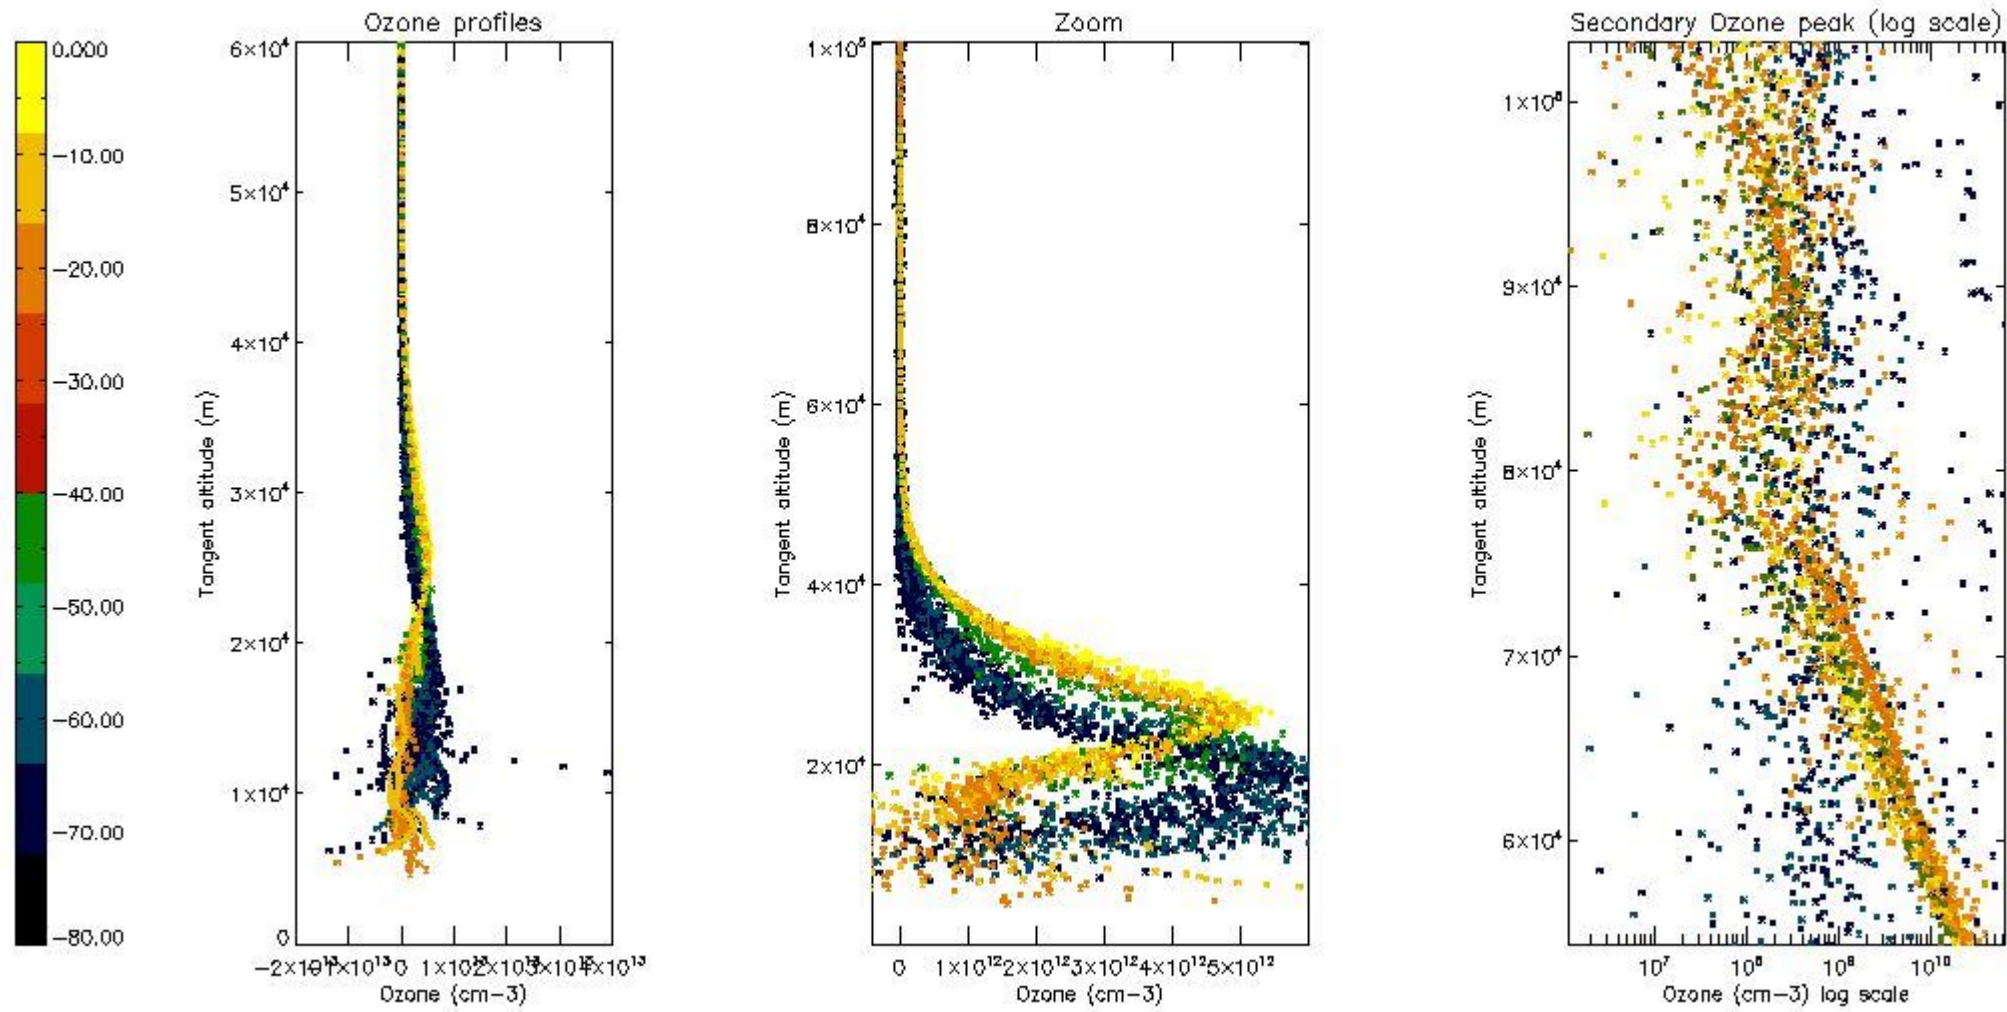 Ozone profiles
Zoom
Secondary Ozone peak (log scale)
0.000
−10.00
−20.00
−30.00
−40.00
−50.00
−60.00
−70.00
−80.00
6×10⁴
5×10⁴
4×10⁴
3×10⁴
2×10⁴
1×10⁴
0
Tangent altitude (m)
0
Ozone (cm−3)
1×10⁵
8×10⁴
6×10⁴
4×10⁴
2×10⁴
Tangent altitude (m)
0 1×10¹² 2×10¹² 3×10¹² 4×10¹² 5×10¹²
Ozone (cm−3)
9×10⁴
8×10⁴
7×10⁴
6×10⁴
Tangent altitude (m)
10⁷ 10⁸ 10⁹ 10¹⁰
Ozone (cm−3) log scale